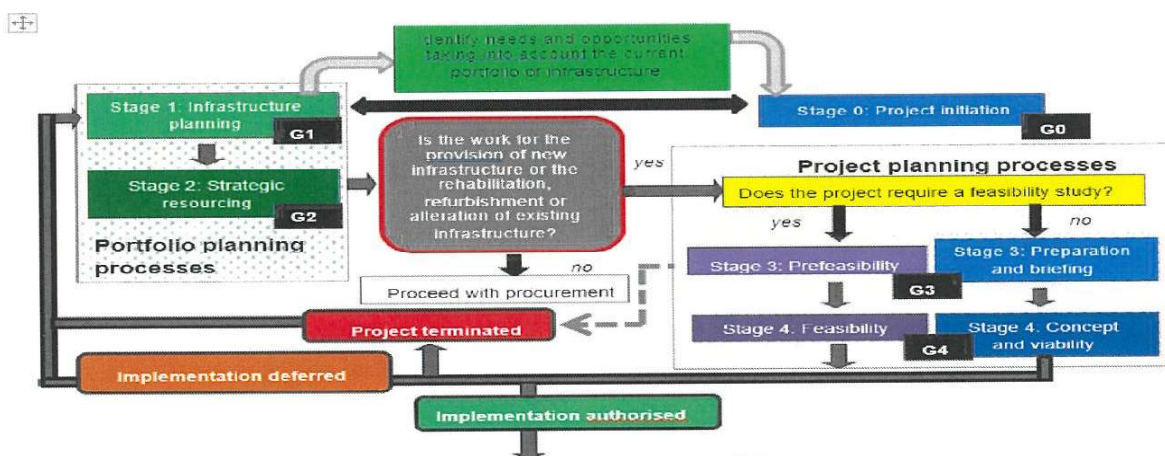 dentify needs and opportunities
taking into account the current
portfolio of infrastructure
Stage 1: Infrastructure
planning
G1
Stage 0: Project initiation
G0
Is the work for the
provision of new
infrastructure or the
rehabilitation,
refurbishment or
alteration of existing
infrastructure?
yes
Project planning processes
Does the project require a feasibility study?
Stage 2: Strategic
resourcing
G2
yes
no
Portfolio planning
processes
Stage 3: Prefeasibility
G3
Stage 3: Preparation
and briefing
no
Proceed with procurement
Project terminated
Stage 4. Feasibility
G4
Stage 4. Concept
and viability
Implementation deferred
Implementation authorised